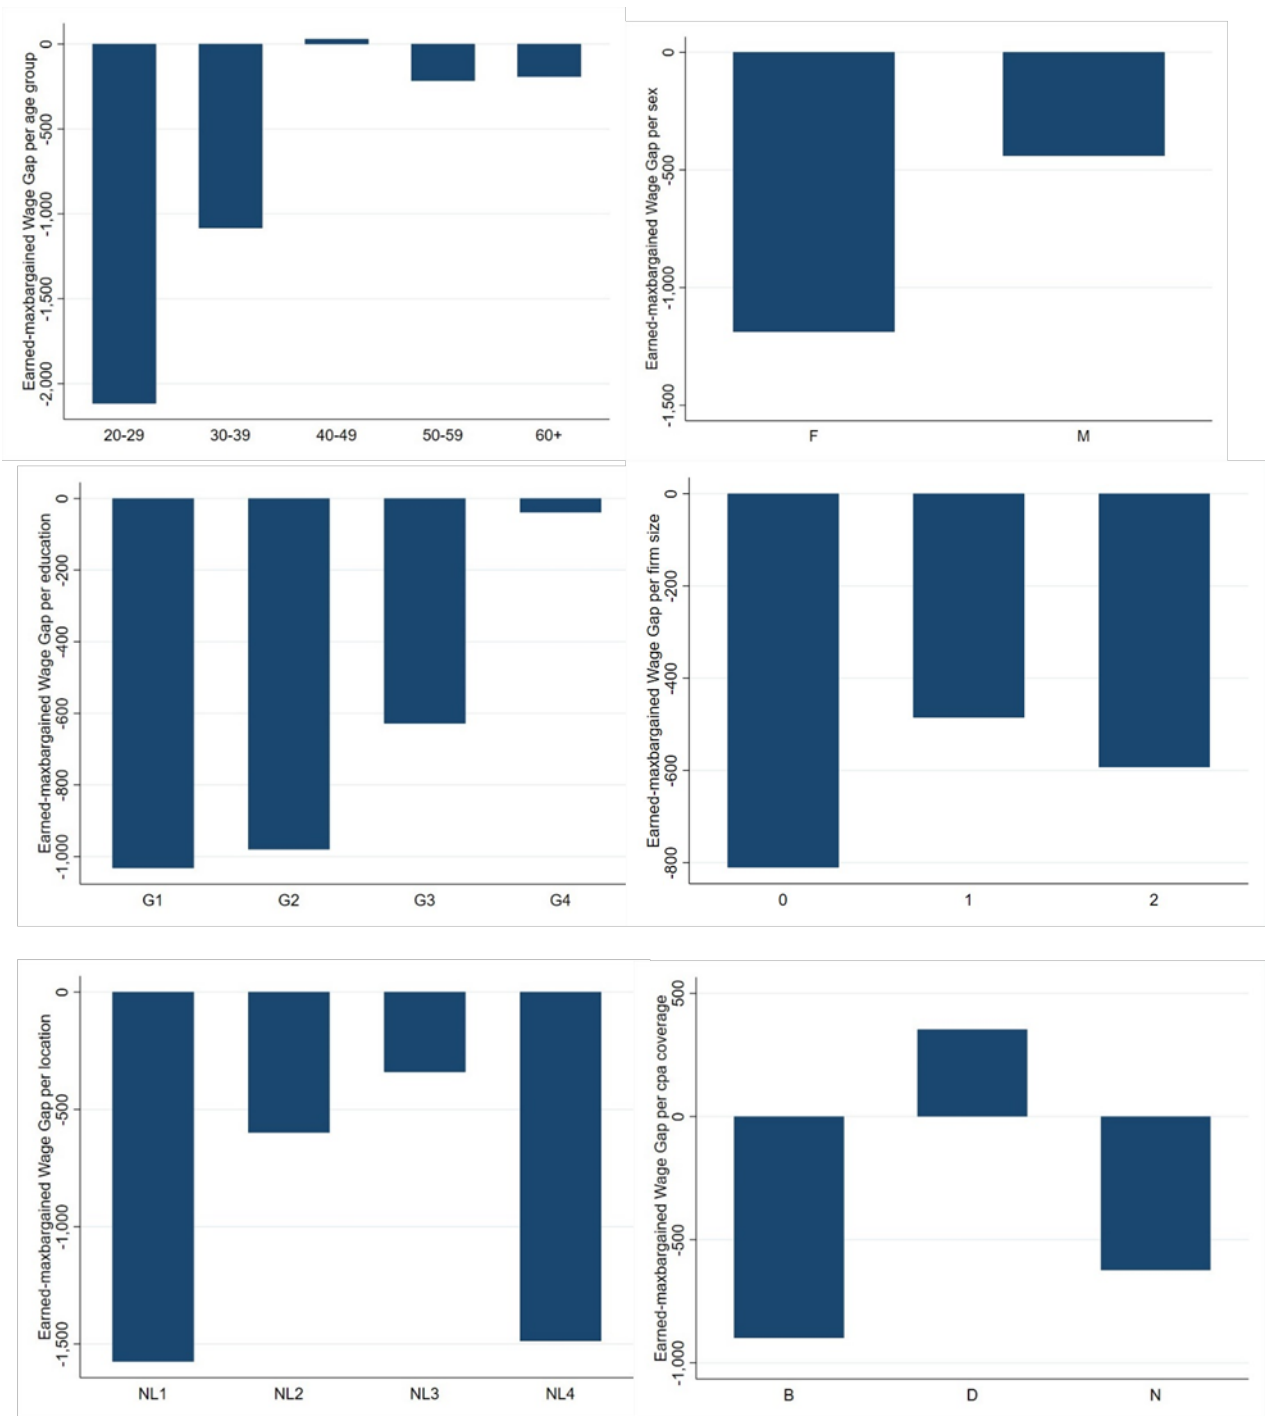 Earned-maxbargained Wage Gap per age group
0
-500
-1,000
-1,500
-2,000
20-29 30-39 40-49 50-59 60+
Earned-maxbargained Wage Gap per sex
0
-500
-1,000
-1,500
F M
Earned-maxbargained Wage Gap per education
0
-200
-400
-600
-800
-1,000
G1 G2 G3 G4
Earned-maxbargained Wage Gap per firm size
0
-200
-400
-600
-800
0 1 2
Earned-maxbargained Wage Gap per location
0
-500
-1,000
-1,500
NL1 NL2 NL3 NL4
Earned-maxbargained Wage Gap per cpa coverage
500
0
-500
-1,000
B D N